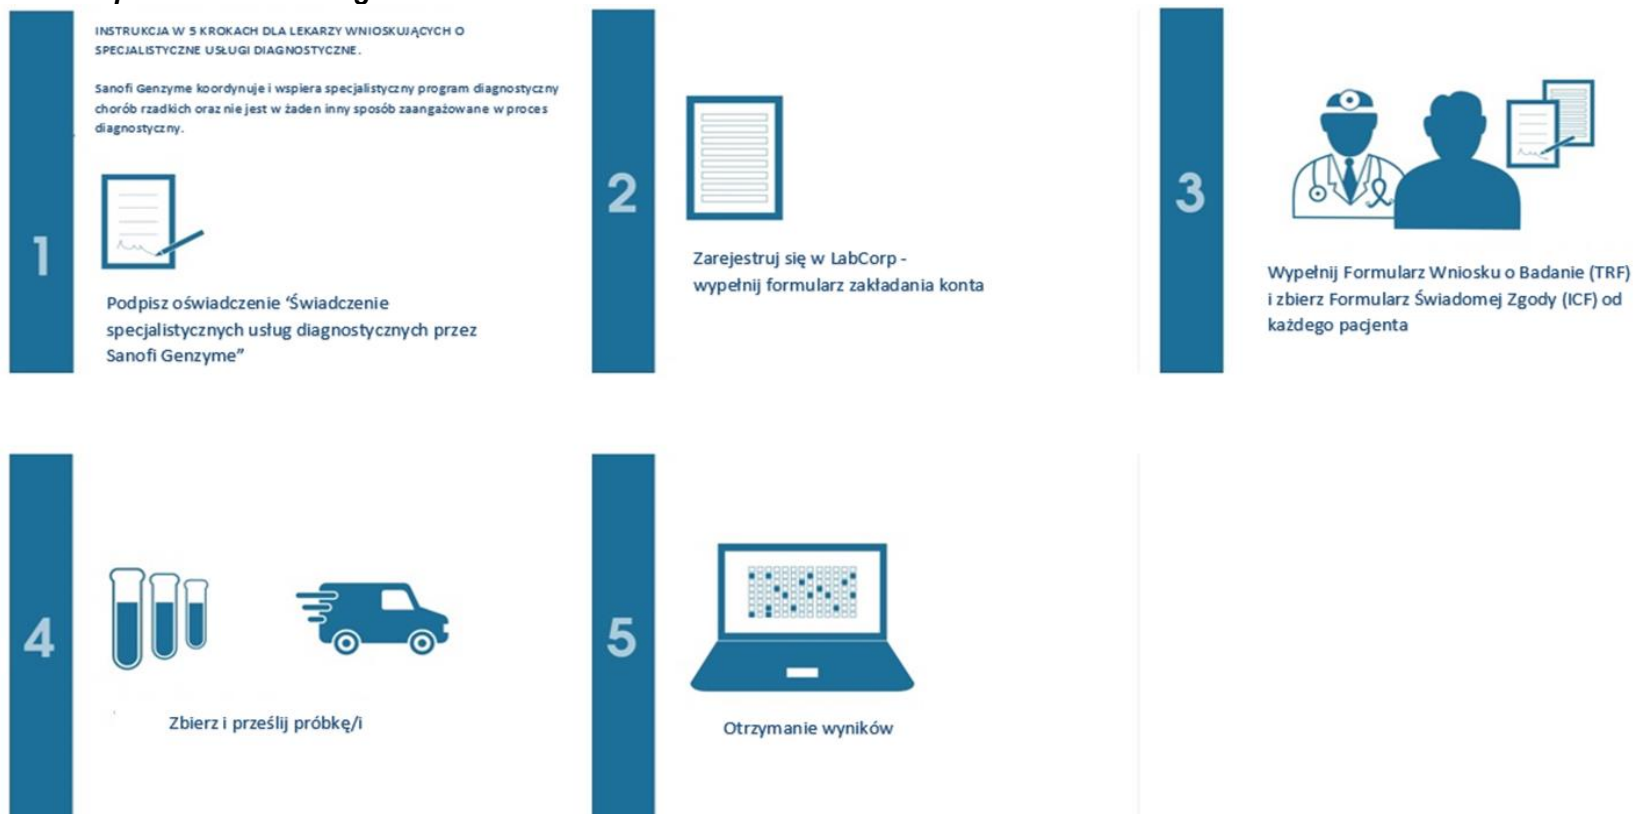 INSTRUKCJA W 5 KROKACH DLA LEKARZY WNIOSKUJĄCYCH O
SPECJALISTYCZNE USŁUGI DIAGNOSTYCZNE.
Sanofi Genzyme koordynuje i wspiera specjalistyczny program diagnostyczny
chorób rzadkich oraz nie jest w żaden inny sposób zaangażowane w proces
diagnostyczny.
1
Podpisz oświadczenie ‘Świadczenie
specjalistycznych usług diagnostycznych przez
Sanofi Genzyme”
2
Zarejestruj się w LabCorp -
wypełnij formularz zakładania konta
3
Wypełnij Formularz Wniosku o Badanie (TRF)
i zbierz Formularz Świadomej Zgody (ICF) od
każdego pacjenta
4
Zbierz i prześlij próbkę/i
5
Otrzymanie wyników